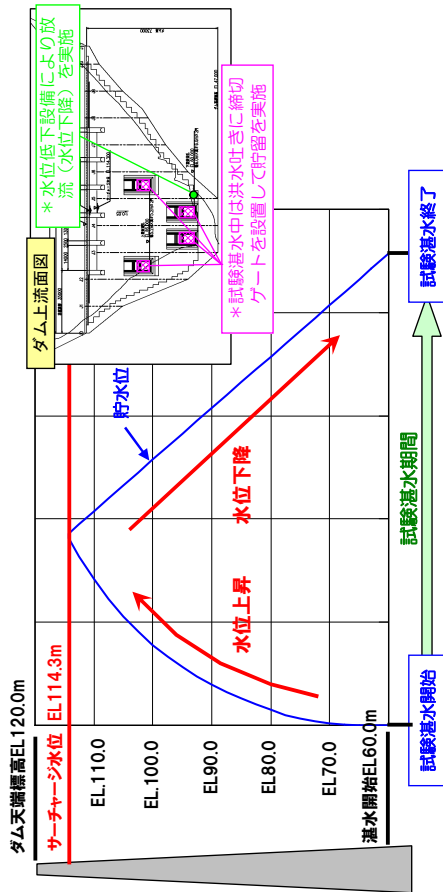 ダム天端標高EL120.0m
サーチャージ水位 EL114.3m
EL110.0
EL100.0
EL90.0
EL80.0
EL70.0
湛水開始EL60.0m
ダム上流面図
*水位低下設備により放
流（水位下降）を実施
*試験湛水中は洪水吐きに締切
ゲートを設置して貯留を実施
貯水位
水位上昇
水位下降
試験湛水開始
試験湛水期間
試験湛水終了